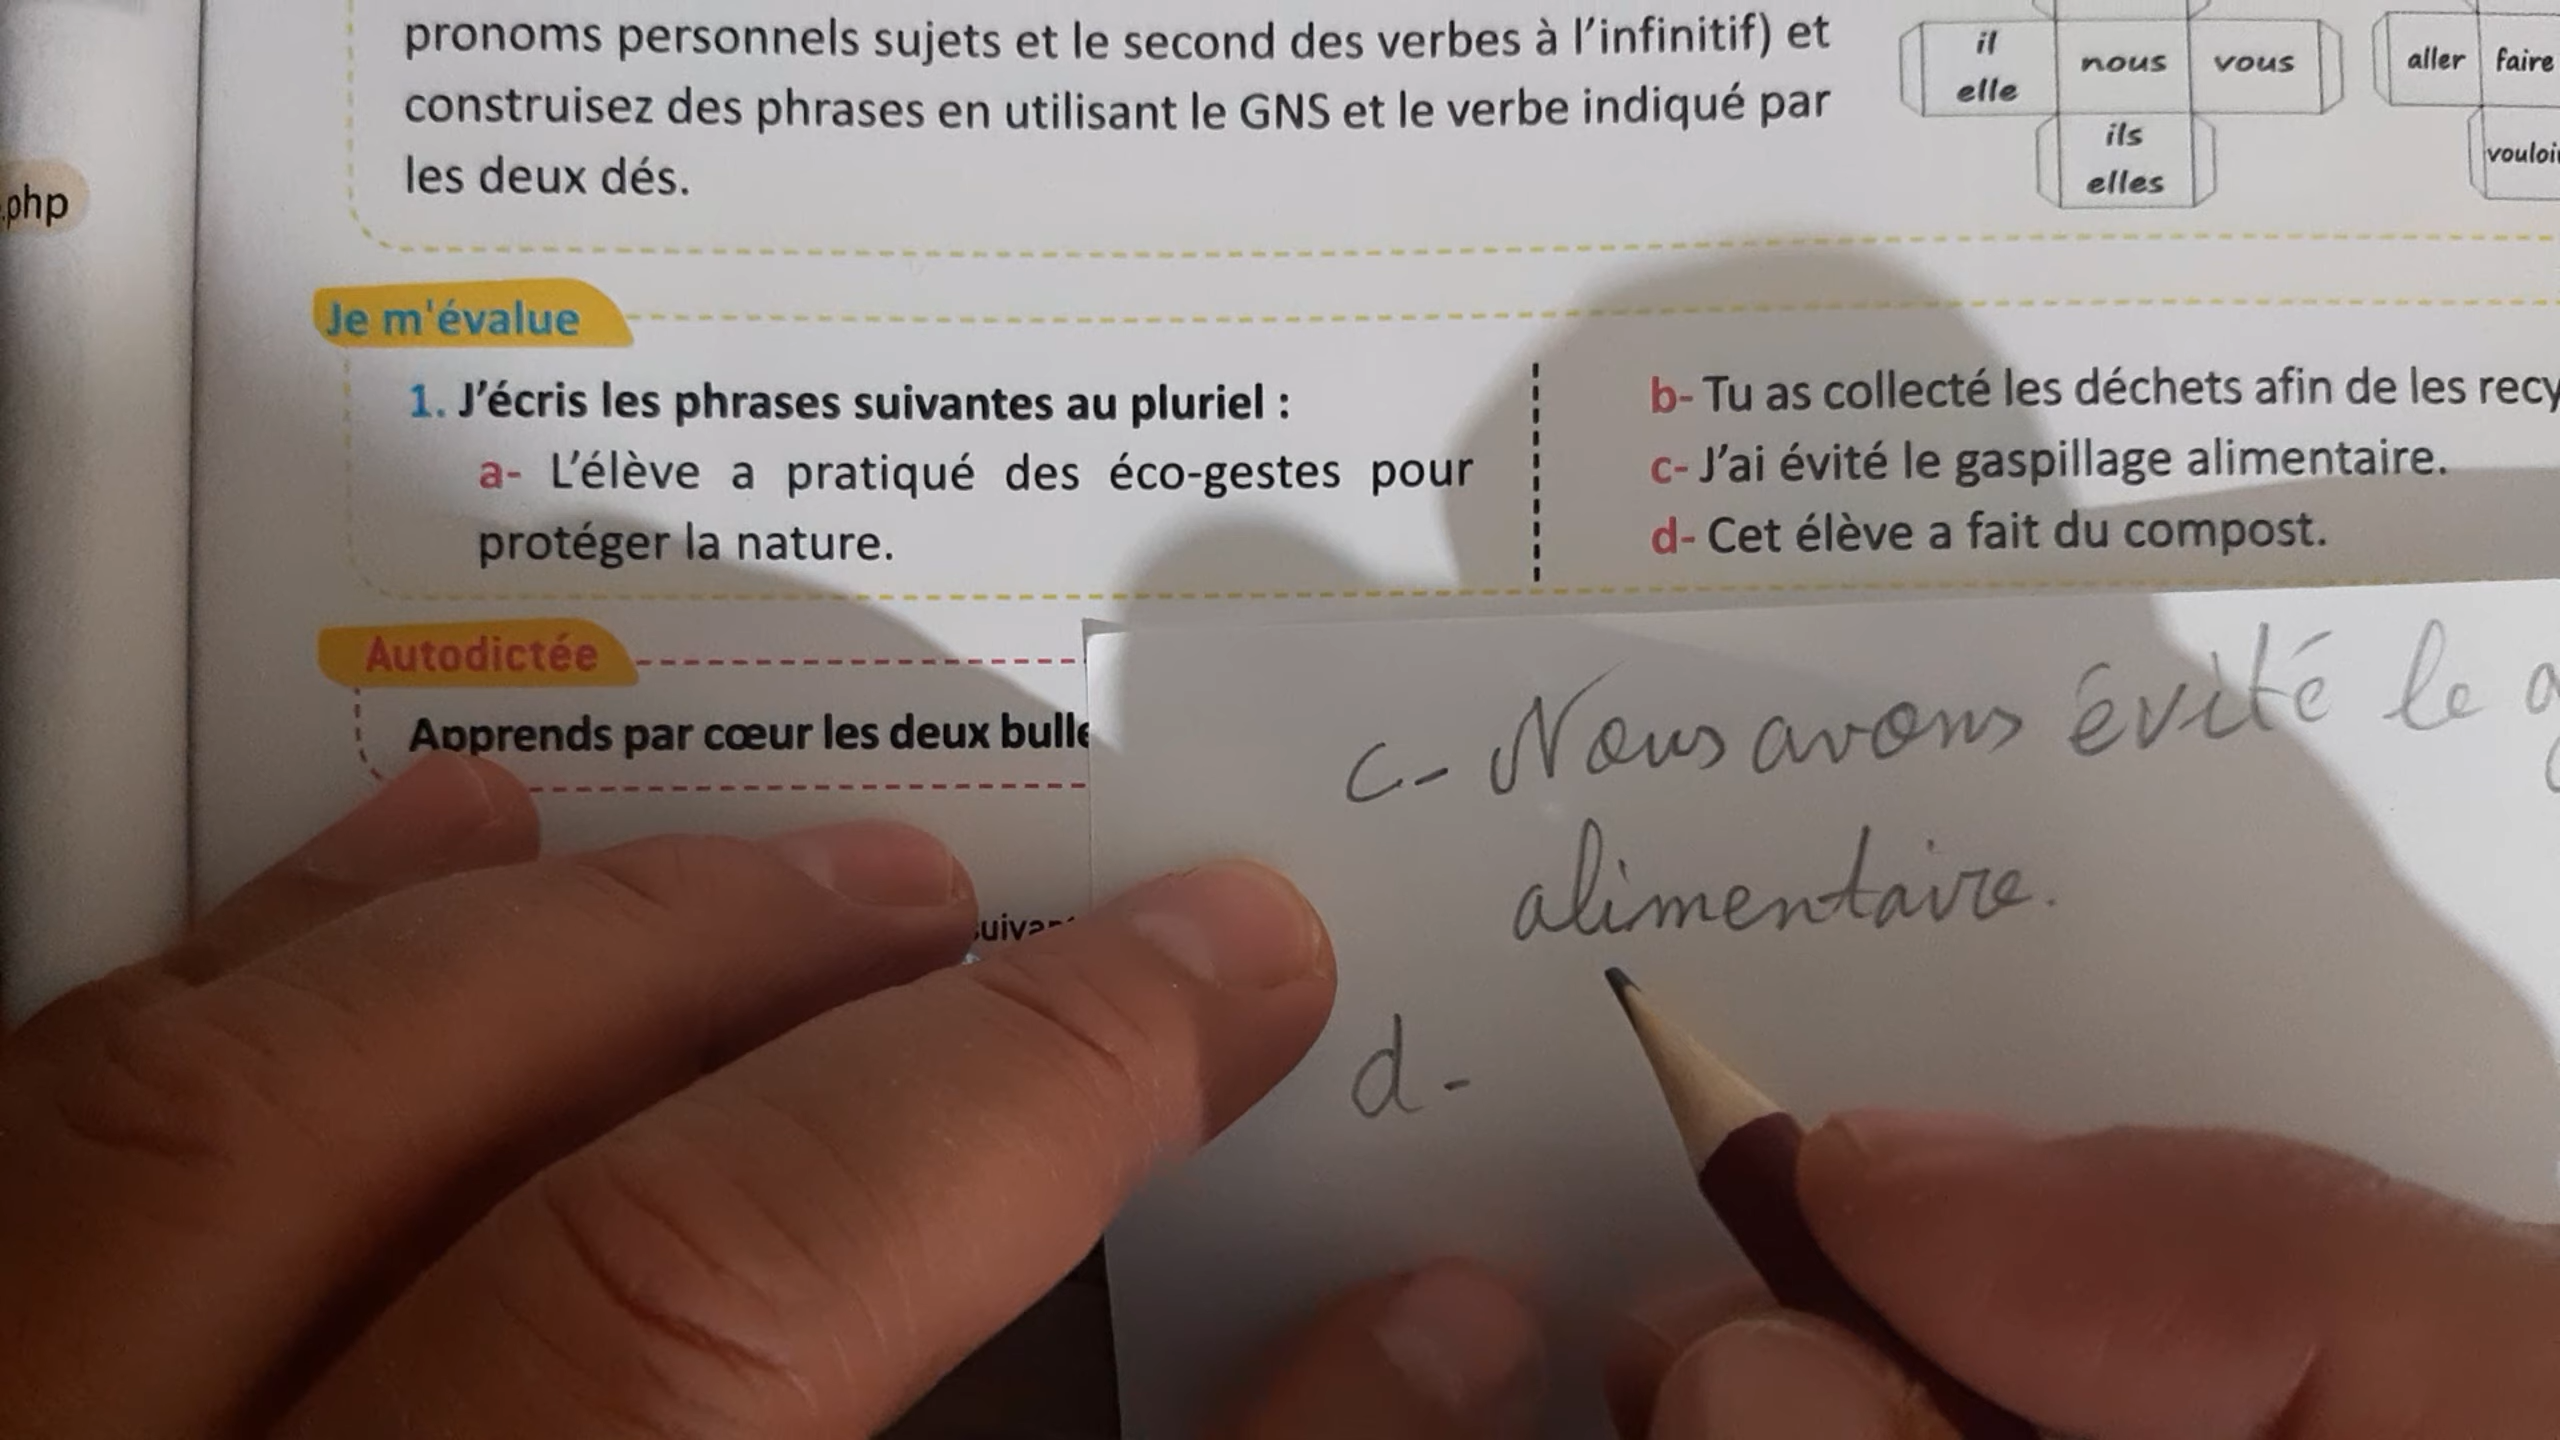 pronoms personnels sujets et le second des verbes à l'infinitif) et
construisez des phrases en utilisant le GNS et le verbe indiqué par
les deux dés.
il
elle
nous
vous
ils
elles
aller
faire
.php
Je m'évalue
1. J'écris les phrases suivantes au pluriel :
a- L'élève a pratiqué des éco-gestes pour
protéger la nature.
b- Tu as collecté les déchets afin de les
c- J'ai évité le gaspillage alimentaire.
d- Cet élève a fait du compost.
Autodictée
Apprends par cœur les deux
c- Nous avons évité le
alimentaire.
d-